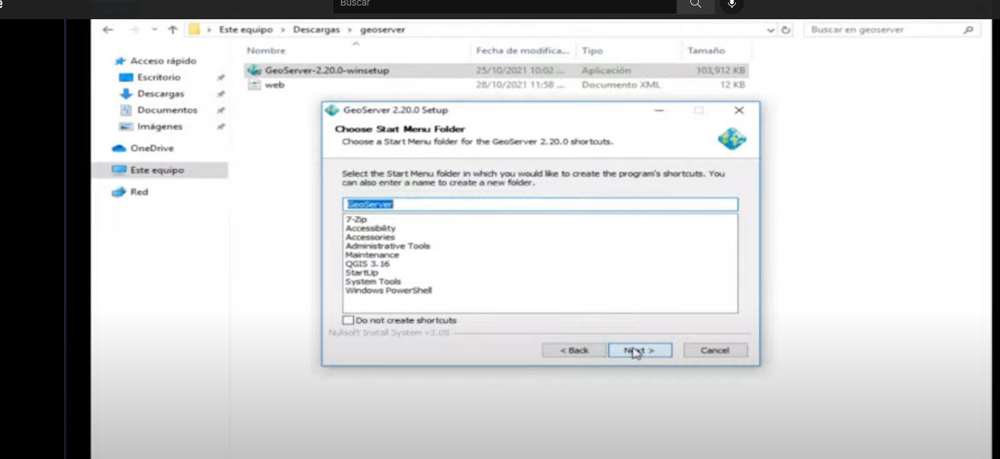 e
Buscar
Este equipo > Descargas > geoserver
Buscar en geoserver
Nombre Fecha de modifica... Tipo Tamaño
GeoServer-2.20.0-winsetup 25/10/2021 10:02 ... Aplicación 103,912 KB
web 28/10/2021 11:58 ... Documento XML 12 KB
Acceso rápido
Escritorio
Descargas
Documentos
Imágenes
OneDrive
Este equipo
Red
GeoServer 2.20.0 Setup
Choose Start Menu Folder
Choose a Start Menu folder for the GeoServer 2.20.0 shortcuts.
Select the Start Menu folder in which you would like to create the program's shortcuts. You
can also enter a name to create a new folder.
GeoServer
7-Zip
Accessibility
Accessories
Administrative Tools
Maintenance
QGIS 3.16
StartUp
System Tools
Windows PowerShell
Do not create shortcuts
Nullsoft Install System v3.08
< Back Next > Cancel